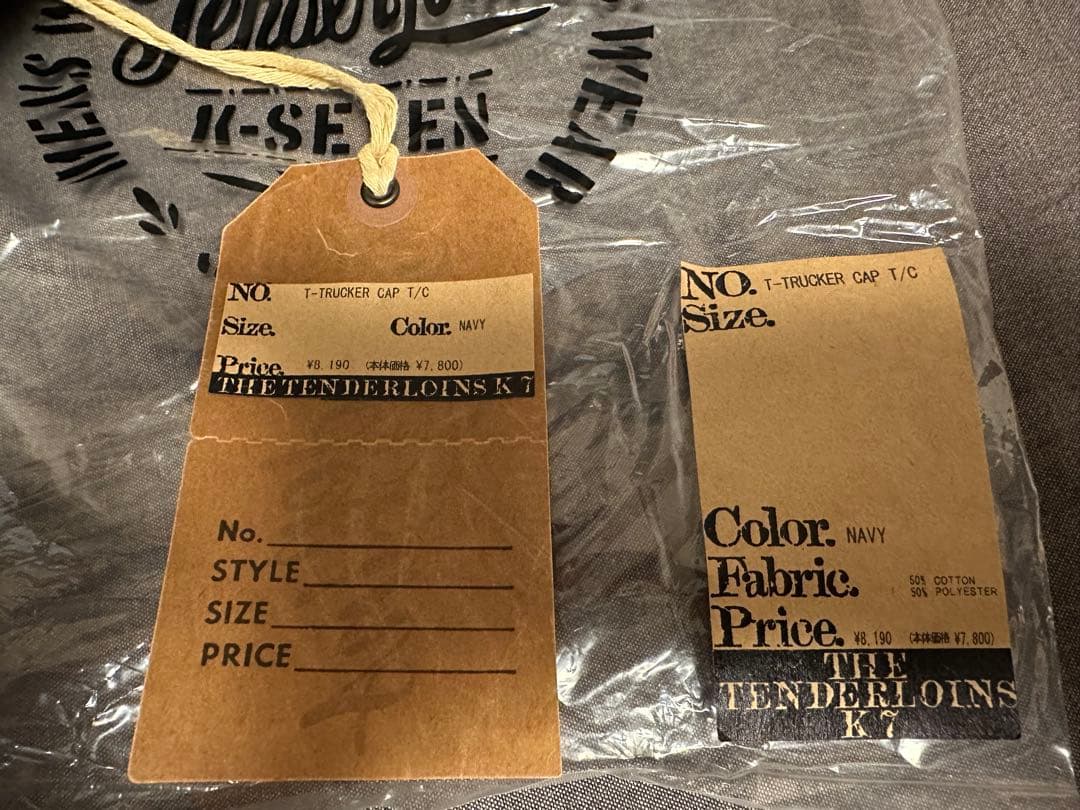 MENS
WEAR
K-SEVEN
NO. T-TRUCKER CAP T/C
Size. Color. NAVY
Price. ¥8,190 (本体価格 ¥7,800)
THE TENDERLOINS K 7
No.
STYLE
SIZE
PRICE
NO. T-TRUCKER CAP T/C
Size.
Color. NAVY
Fabric. 50% COTTON
50% POLYESTER
Price. ¥8,190 (本体価格 ¥7,800)
THE
TENDERLOINS
K 7